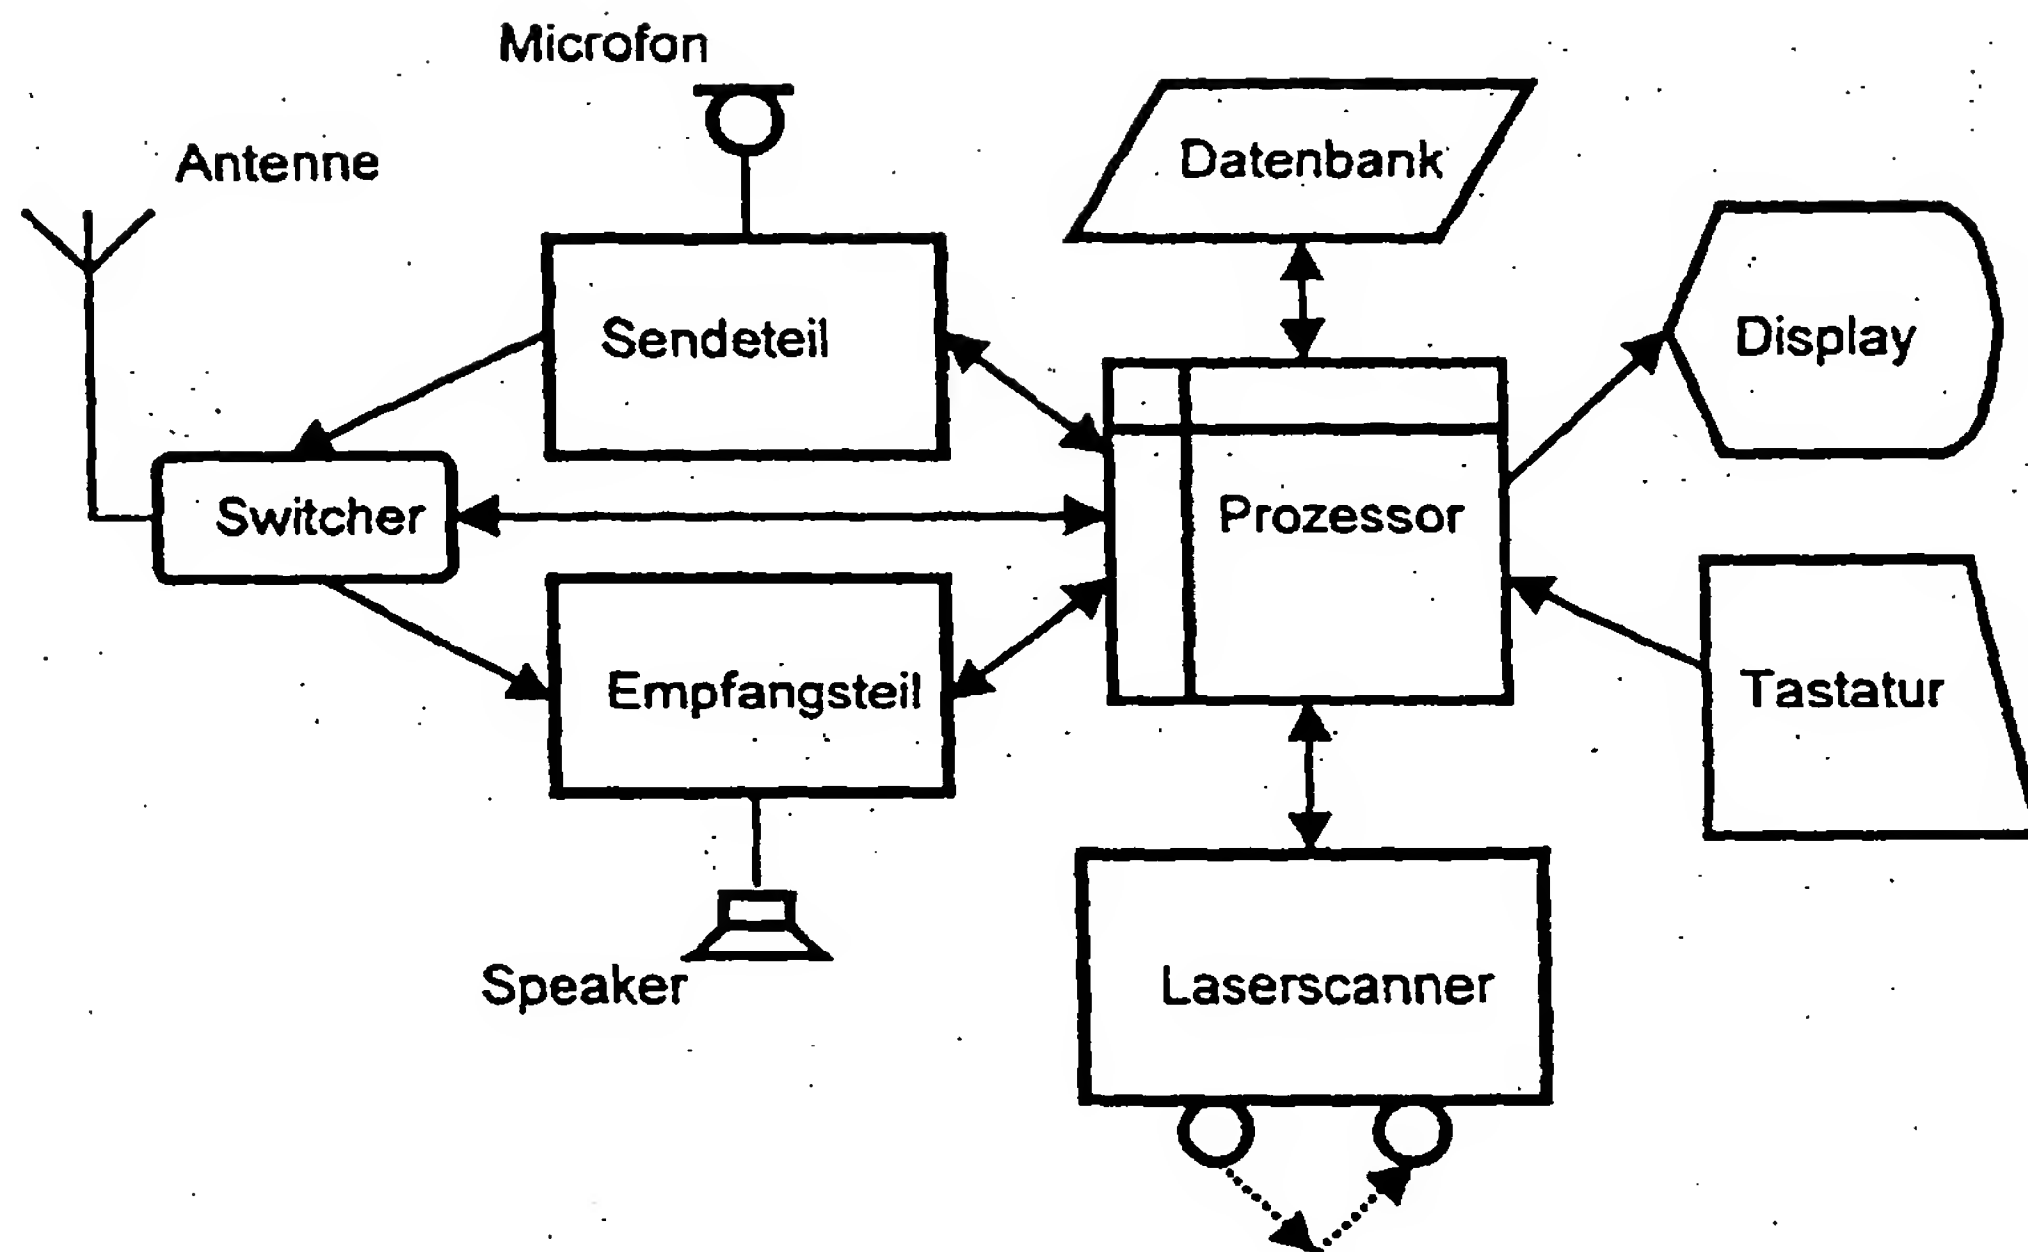 Microfon
Antenne
Datenbank
Sendeteil
Display
Switcher
Prozessor
Empfangsteil
Tastatur
Speaker
Laserscanner